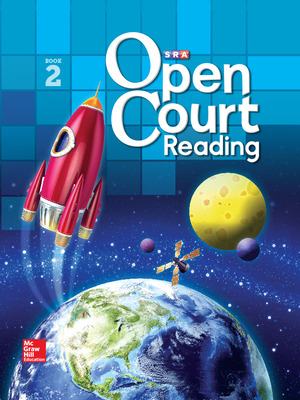 BOOK
2
SRA
Open
Court
Reading
Mc
Graw
Hill
Education